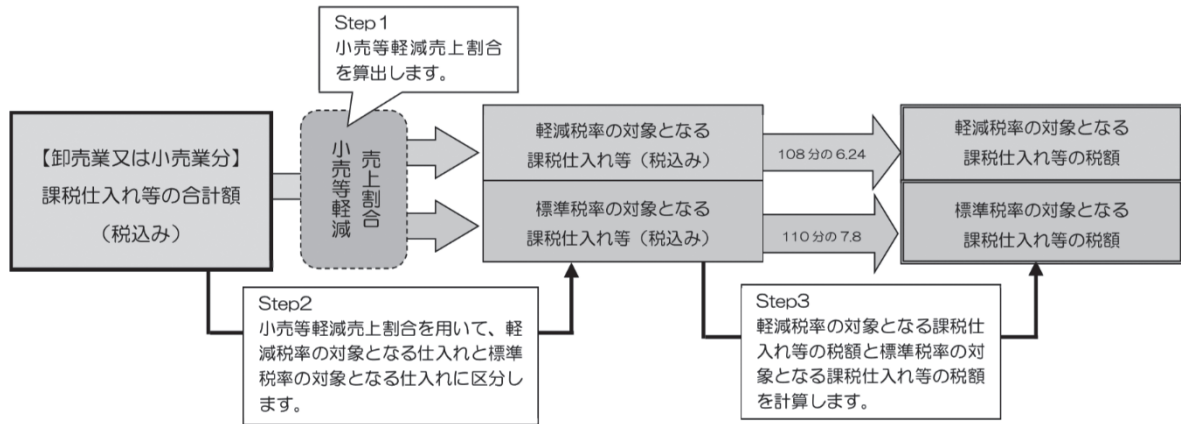 Step1
小売等軽減売上割合
を算出します。
【卸売業又は小売業分】
課税仕入れ等の合計額
（税込み）
小売等軽減
売上割合
軽減税率の対象となる
課税仕入れ等（税込み）
標準税率の対象となる
課税仕入れ等（税込み）
108分の6.24
110分の7.8
軽減税率の対象となる
課税仕入れ等の税額
標準税率の対象となる
課税仕入れ等の税額
Step2
小売等軽減売上割合を用いて、軽
減税率の対象となる仕入れと標準
税率の対象となる仕入れに区分し
ます。
Step3
軽減税率の対象となる課税仕
入れ等の税額と標準税率の対
象となる課税仕入れ等の税額
を計算します。